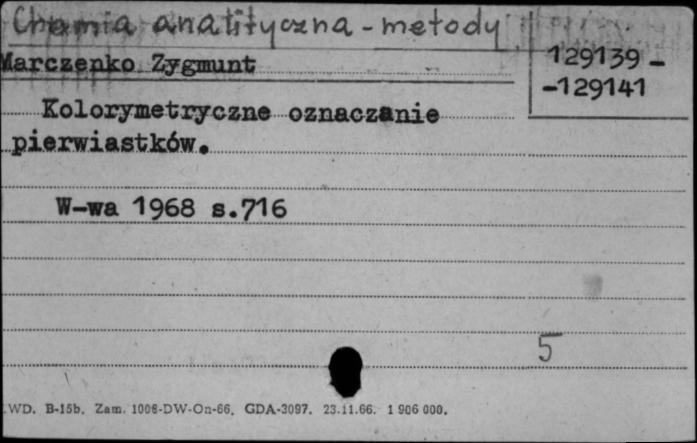 Chemia analityczna - metody
Marczenko Zygmunt
129139 -
-129141
Kolorymetryczne oznaczanie
pierwiastków.
W-wa 1968 s.716
5
WD. B-15b. Zam. 1008-DW-On-66. GDA-3097. 23.11.66. 1 906 000.